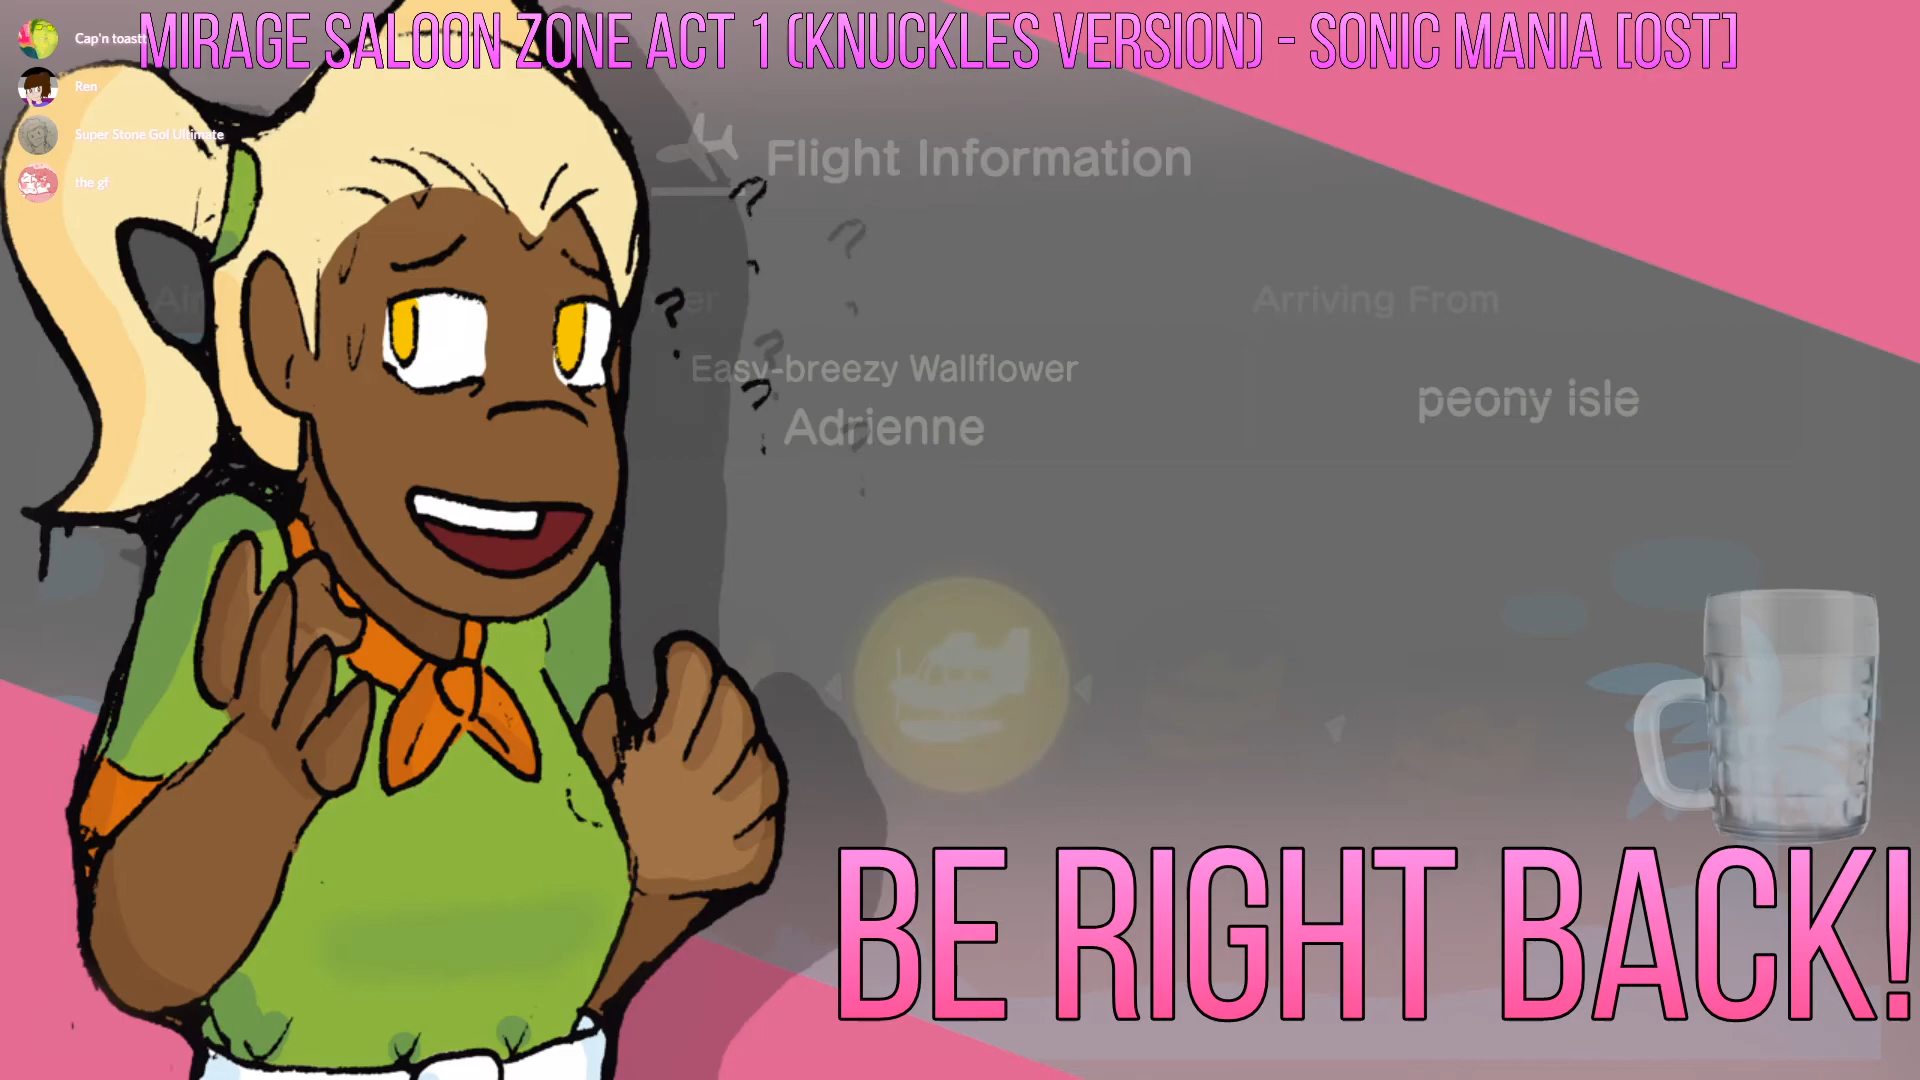 MIRAGE SALOON ZONE ACT 1 (KNUCKLES VERSION) - SONIC MANIA [OST]
Cap'n toastt
Ren
Super Stone Gol Ultimate
the gf
Flight Information
Arriving From
Easy-breezy Wallflower
Adrienne
peony isle
BE RIGHT BACK!